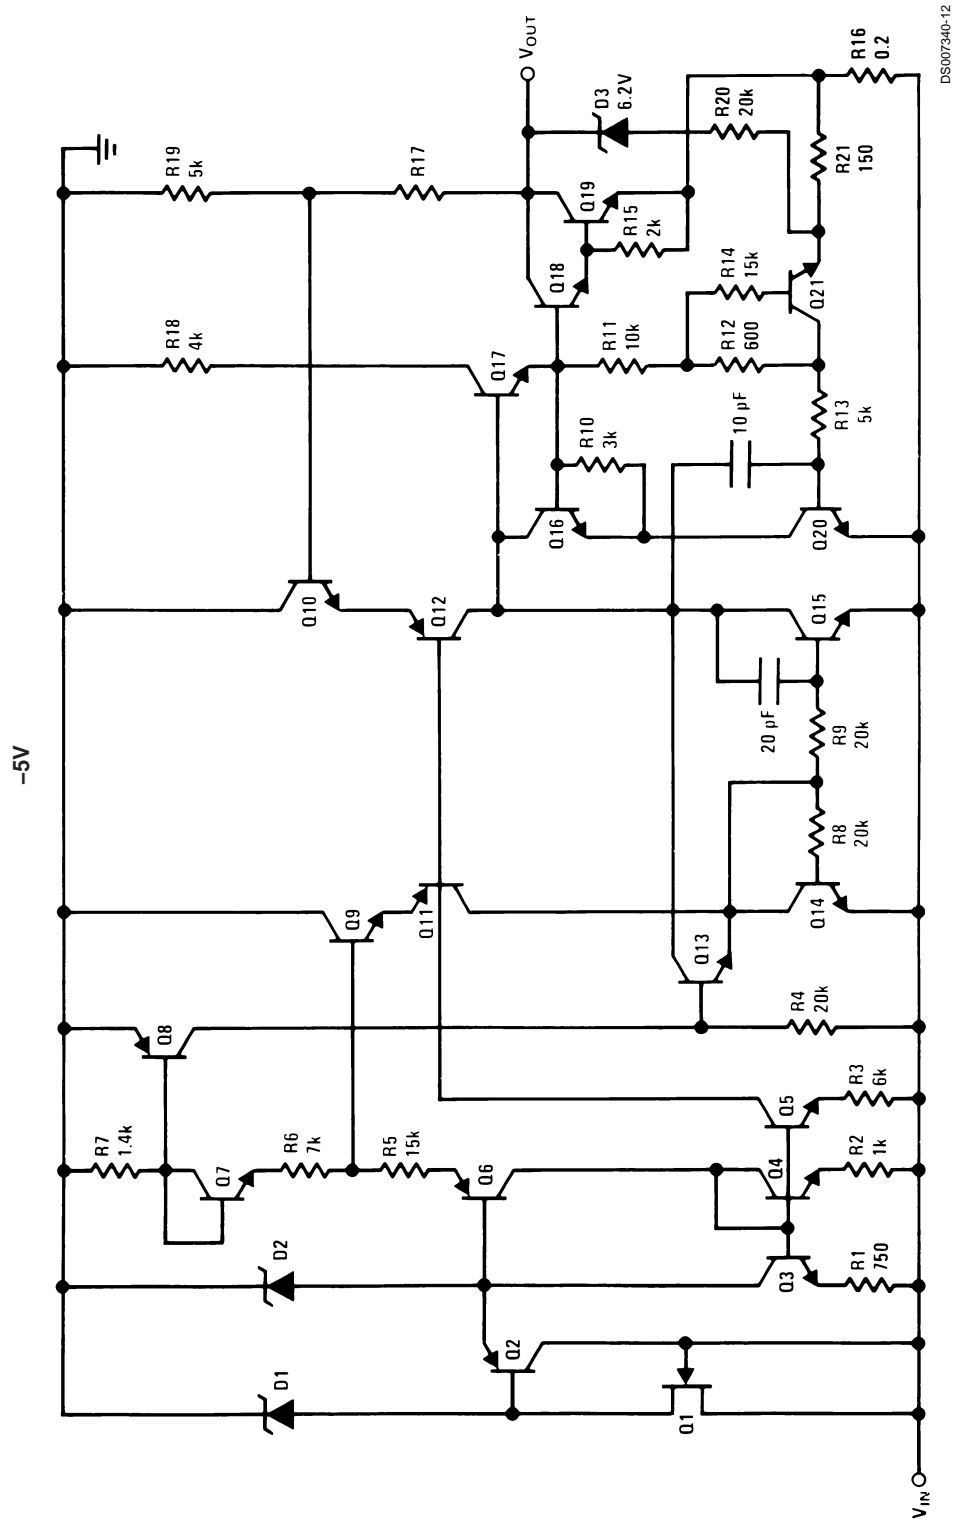 −5V
R7
1.4k
R18
4k
R19
5k
D1
D2
Q7
R6
7k
Q8
Q9
Q10
R17
VOUT
R5
15k
Q11
Q12
Q17
Q2
Q6
Q16
R10
3k
R11
10k
Q18
Q19
R15
2k
D3
6.2V
Q1
Q13
20 pF
10 pF
R12
600
R14
15k
R20
20k
Q3
Q4
Q5
R4
20k
Q14
R8
20k
R9
20k
Q15
Q20
R13
5k
Q21
R21
150
R1
750
R2
1k
R3
6k
R16
0.2
VIN
DS007340-12